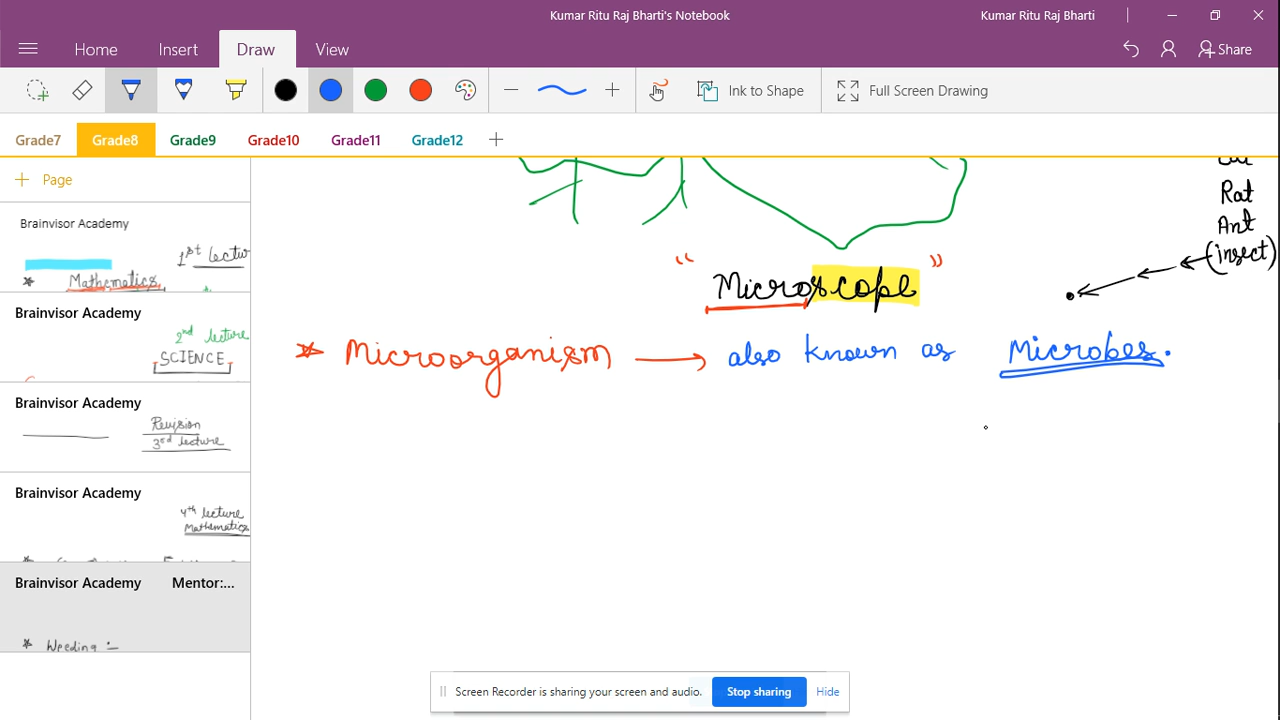 Kumar Ritu Raj Bharti's Notebook
Kumar Ritu Raj Bharti
Home Insert Draw View
Share
Ink to Shape
Full Screen Drawing
Grade7 Grade8 Grade9 Grade10 Grade11 Grade12
Page
Brainvisor Academy
1st lectur
* Mathematics
Brainvisor Academy
2nd lecture
[SCIENCE]
Brainvisor Academy
Revision
3rd lecture
Brainvisor Academy
4th lecture
Mathematics
Brainvisor Academy Mentor:...
* Weeding :-
Rat
Ant
(insect)
"Microscope"
* Microorganism → also known as Microbes.
Screen Recorder is sharing your screen and audio. Stop sharing Hide